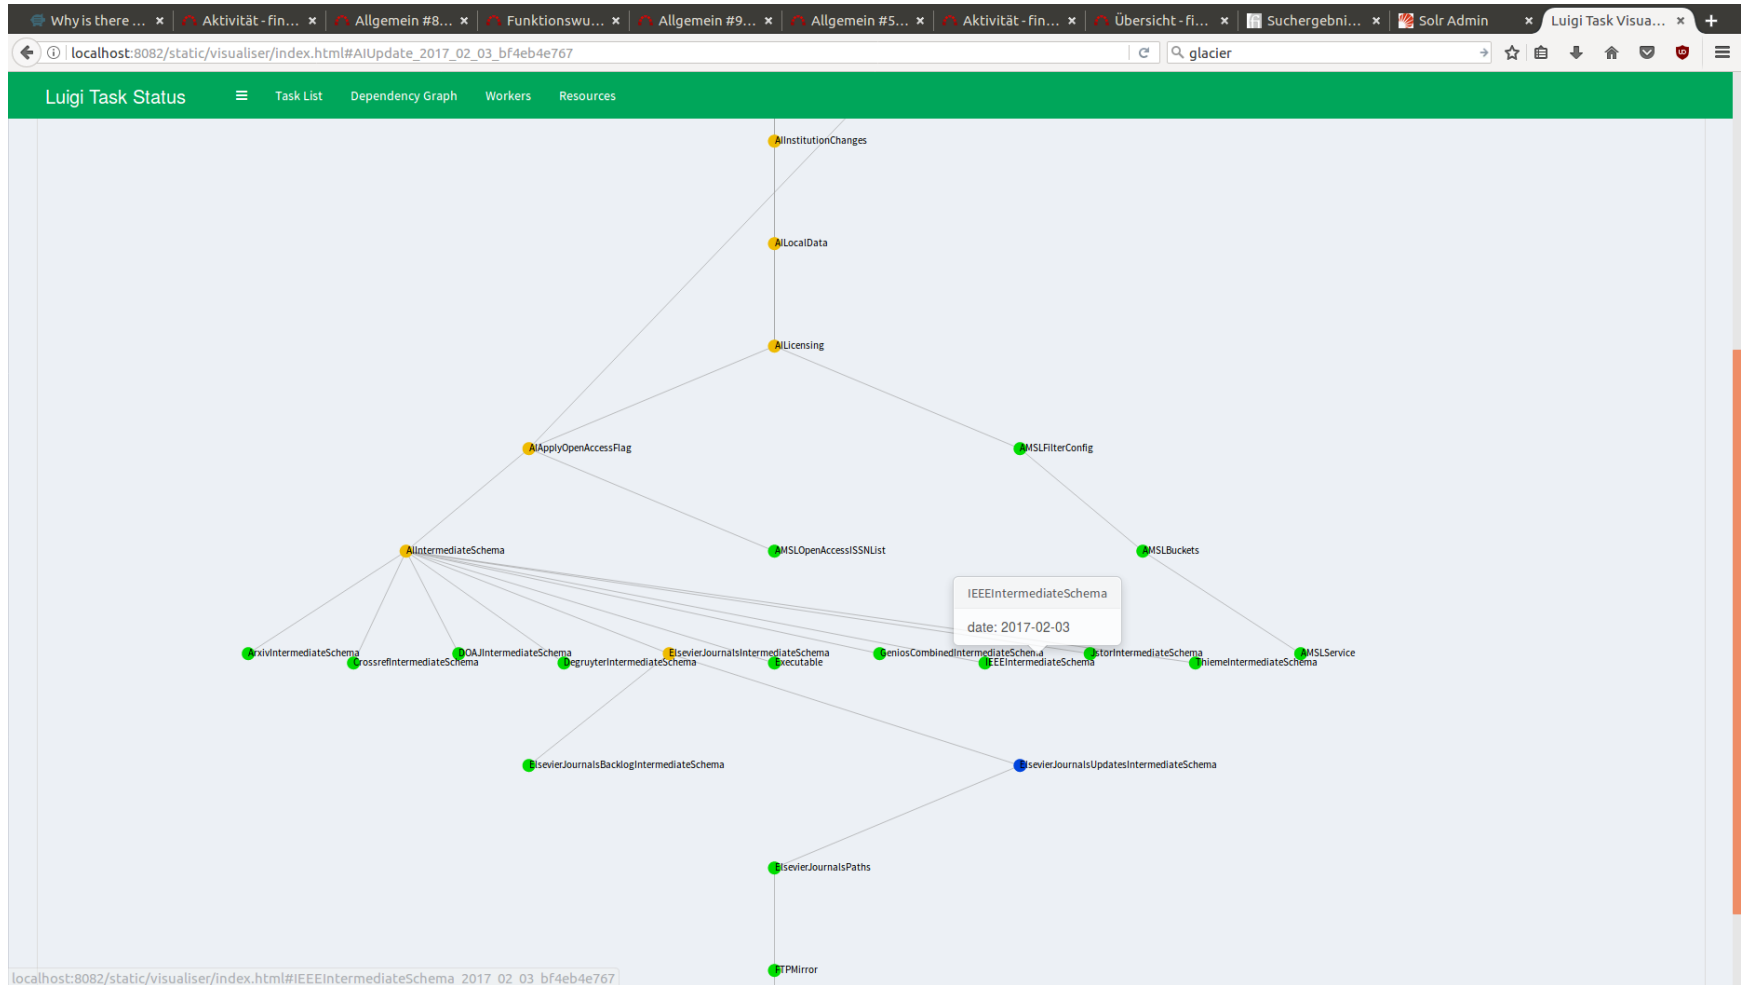 Why is there ... × Aktivität - fin... × Allgemein #8... × Funktionswu... × Allgemein #9... × Allgemein #5... × Aktivität - fin... × Übersicht - fi... × Suchergebni... × Solr Admin × Luigi Task Visua... × +
localhost:8082/static/visualiser/index.html#AIUpdate_2017_02_03_bf4eb4e767 glacier
Luigi Task Status Task List Dependency Graph Workers Resources
AIInstitutionChanges
AILocalData
AILicensing
AIApplyOpenAccessFlag AMSLFilterConfig
AIIntermediateSchema AMSLOpenAccessISSNList AMSLBuckets
IEEEIntermediateSchema
date: 2017-02-03
ArxivIntermediateSchema DOAJIntermediateSchema ElsevierJournalsIntermediateSchema GeniosCombinedIntermediateSchema JstorIntermediateSchema AMSLService
CrossrefIntermediateSchema DegruyterIntermediateSchema Executable IEEEIntermediateSchema ThiemeIntermediateSchema
ElsevierJournalsBacklogIntermediateSchema ElsevierJournalsUpdatesIntermediateSchema
ElsevierJournalsPaths
FTPMirror
localhost:8082/static/visualiser/index.html#IEEEIntermediateSchema_2017_02_03_bf4eb4e767